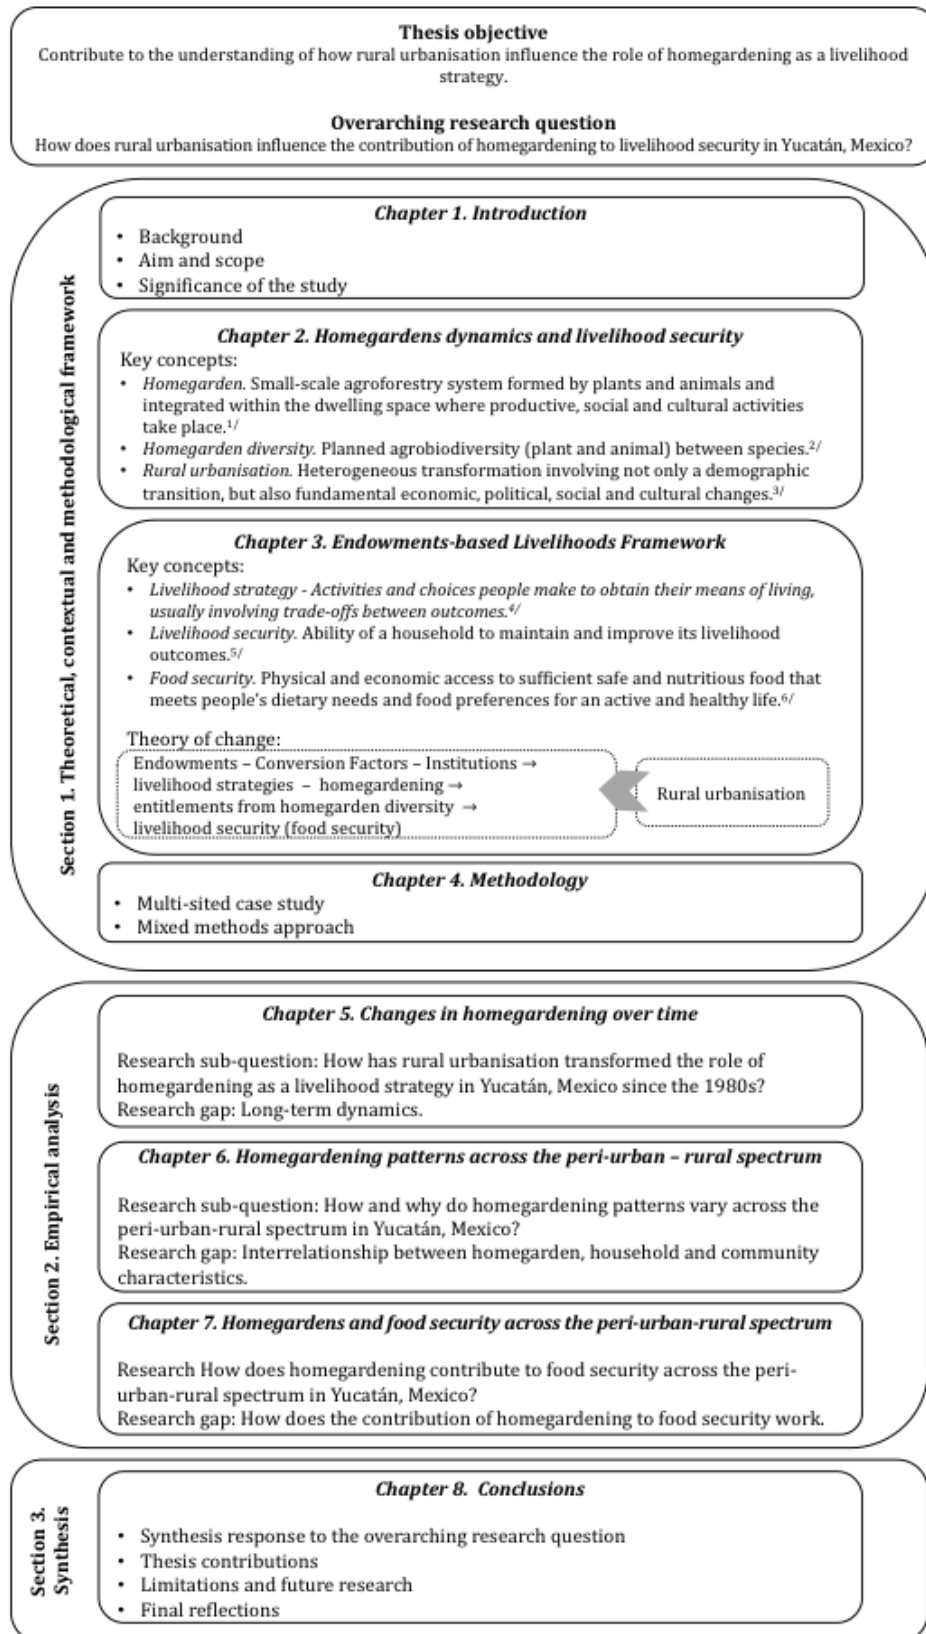 Thesis objective
Contribute to the understanding of how rural urbanisation influence the role of homegardening as a livelihood
strategy.
Overarching research question
How does rural urbanisation influence the contribution of homegardening to livelihood security in Yucatán, Mexico?
Section 1. Theoretical, contextual and methodological framework
Chapter 1. Introduction
• Background
• Aim and scope
• Significance of the study
Chapter 2. Homegardens dynamics and livelihood security
Key concepts:
• Homegarden. Small-scale agroforestry system formed by plants and animals and
integrated within the dwelling space where productive, social and cultural activities
take place.1/
• Homegarden diversity. Planned agrobiodiversity (plant and animal) between species.2/
• Rural urbanisation. Heterogeneous transformation involving not only a demographic
transition, but also fundamental economic, political, social and cultural changes.3/
Chapter 3. Endowments-based Livelihoods Framework
Key concepts:
• Livelihood strategy - Activities and choices people make to obtain their means of living,
usually involving trade-offs between outcomes.4/
• Livelihood security. Ability of a household to maintain and improve its livelihood
outcomes.5/
• Food security. Physical and economic access to sufficient safe and nutritious food that
meets people's dietary needs and food preferences for an active and healthy life.6/
Theory of change:
Endowments – Conversion Factors – Institutions →
livelihood strategies – homegardening →
entitlements from homegarden diversity →
livelihood security (food security)
Rural urbanisation
Chapter 4. Methodology
• Multi-sited case study
• Mixed methods approach
Section 2. Empirical analysis
Chapter 5. Changes in homegardening over time
Research sub-question: How has rural urbanisation transformed the role of
homegardening as a livelihood strategy in Yucatán, Mexico since the 1980s?
Research gap: Long-term dynamics.
Chapter 6. Homegardening patterns across the peri-urban – rural spectrum
Research sub-question: How and why do homegardening patterns vary across the
peri-urban-rural spectrum in Yucatán, Mexico?
Research gap: Interrelationship between homegarden, household and community
characteristics.
Chapter 7. Homegardens and food security across the peri-urban-rural spectrum
Research How does homegardening contribute to food security across the peri-
urban-rural spectrum in Yucatán, Mexico?
Research gap: How does the contribution of homegardening to food security work.
Section 3.
Synthesis
Chapter 8. Conclusions
• Synthesis response to the overarching research question
• Thesis contributions
• Limitations and future research
• Final reflections